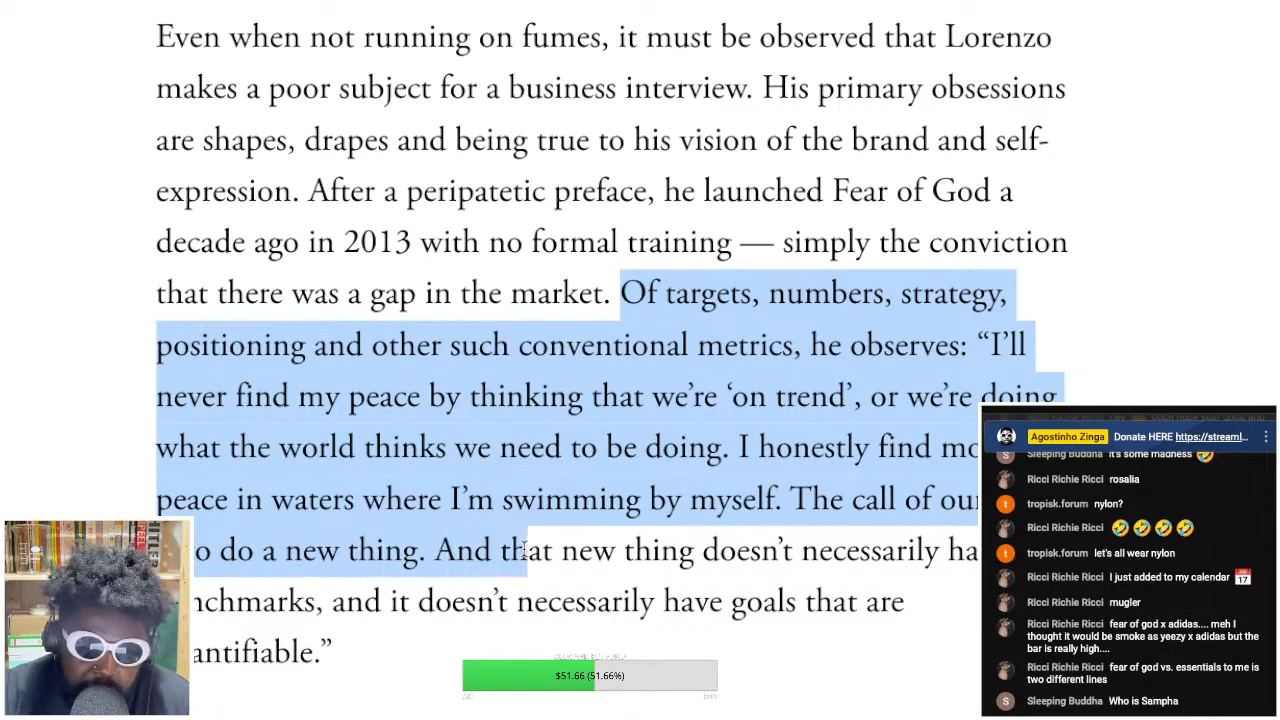 Even when not running on fumes, it must be observed that Lorenzo
makes a poor subject for a business interview. His primary obsessions
are shapes, drapes and being true to his vision of the brand and self-
expression. After a peripatetic preface, he launched Fear of God a
decade ago in 2013 with no formal training — simply the conviction
that there was a gap in the market. Of targets, numbers, strategy,
positioning and other such conventional metrics, he observes: “I’ll
never find my peace by thinking that we’re ‘on trend’, or we’re doing
what the world thinks we need to be doing. I honestly find
peace in waters where I’m swimming by myself. The call of
do a new thing. And that new thing doesn’t necessarily
and it doesn’t necessarily have goals that are
$51.66 (51.66%)
Agostinho Zinga Donate HERE https://streaml...
Sleeping Buddha it's some madness 🤣
Ricci Richie Ricci rosalia
tropisk.forum nylon?
Ricci Richie Ricci 🤣 🤣 🤣 🤣
tropisk.forum let's all wear nylon
Ricci Richie Ricci I just added to my calendar 📅
Ricci Richie Ricci mugler
Ricci Richie Ricci fear of god x adidas.... meh I
thought it would be smoke as yeezy x adidas but the
bar is really high....
Ricci Richie Ricci fear of god vs. essentials to me is
two different lines
Sleeping Buddha Who is Sampha